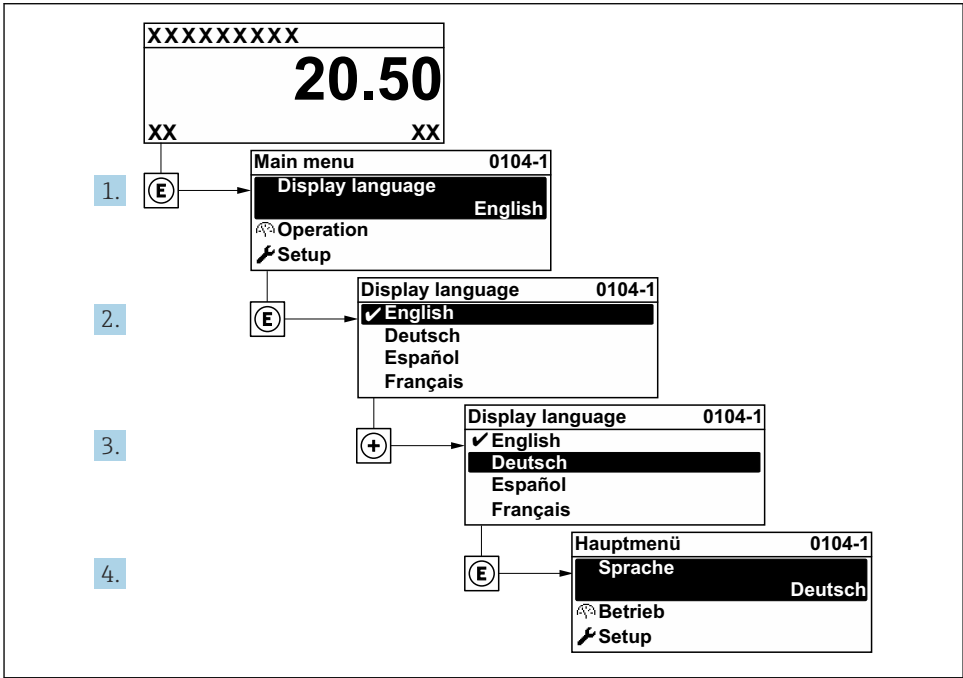 XXXXXXXXX
20.50
XX XX
1. E
Main menu 0104-1
Display language
English
Operation
Setup
2. E
Display language 0104-1
✔English
Deutsch
Español
Français
3. +
Display language 0104-1
✔English
Deutsch
Español
Français
4. E
Hauptmenü 0104-1
Sprache
Deutsch
Betrieb
Setup